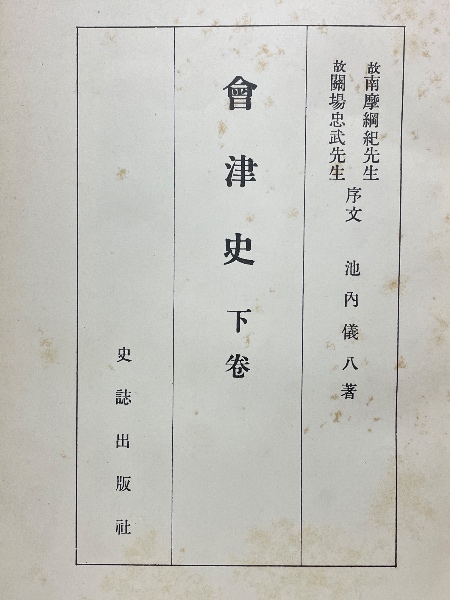 故南摩綱紀先生
故關場忠武先生
序文
池內儀八著
會津史 下卷
史誌出版社